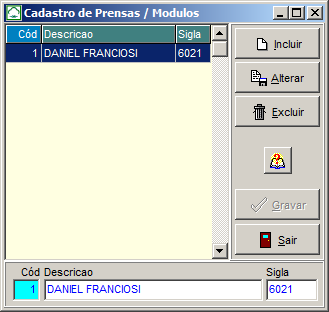 Cadastro de Prensas / Modulos
Cód Descricao Sigla
1 DANIEL FRANCIOSI 6021
Incluir
Alterar
Excluir
Gravar
Sair
Cód Descricao Sigla
1 DANIEL FRANCIOSI 6021